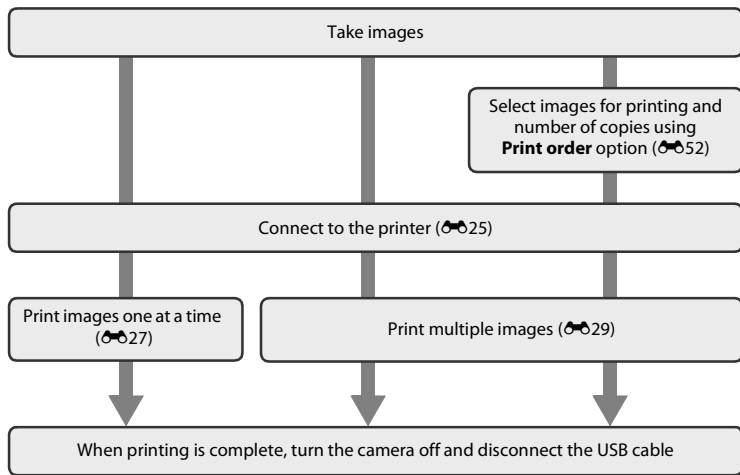 Take images
Select images for printing and
number of copies using
Print order option (52)
Connect to the printer (25)
Print images one at a time
(27)
Print multiple images (29)
When printing is complete, turn the camera off and disconnect the USB cable